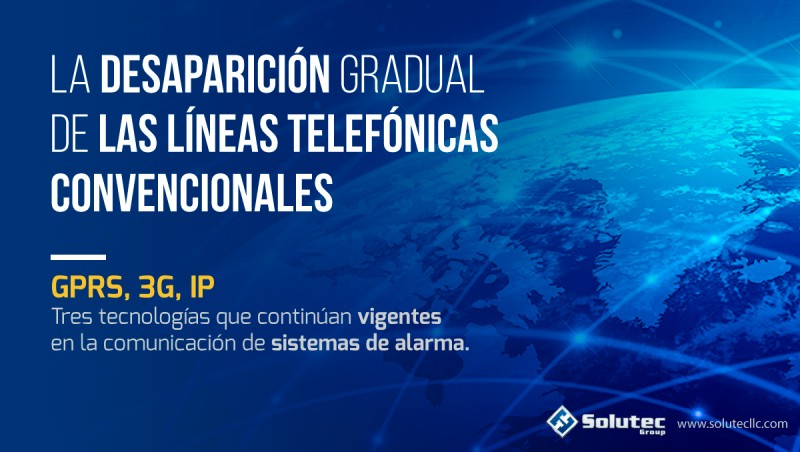 LA DESAPARICIÓN GRADUAL
DE LAS LÍNEAS TELEFÓNICAS
CONVENCIONALES
GPRS, 3G, IP
Tres tecnologías que continúan vigentes
en la comunicación de sistemas de alarma.
Solutec
Group
www.solutecllc.com